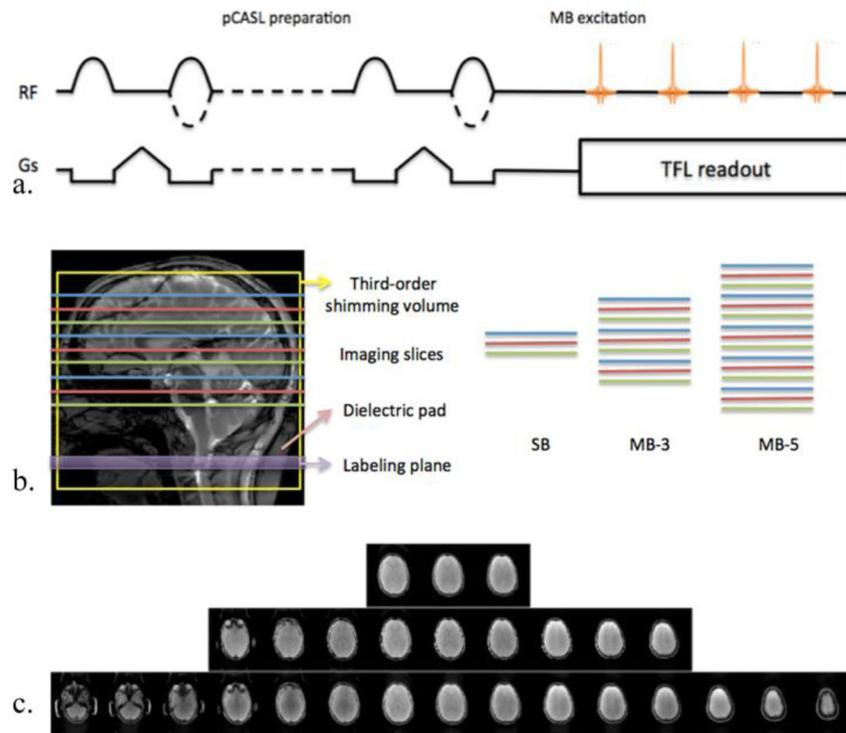 pCASL preparation
MB excitation
RF
Gs
TFL readout
a.
Third-order
shimming volume
Imaging slices
Dielectric pad
Labeling plane
SB
MB-3
MB-5
b.
c.